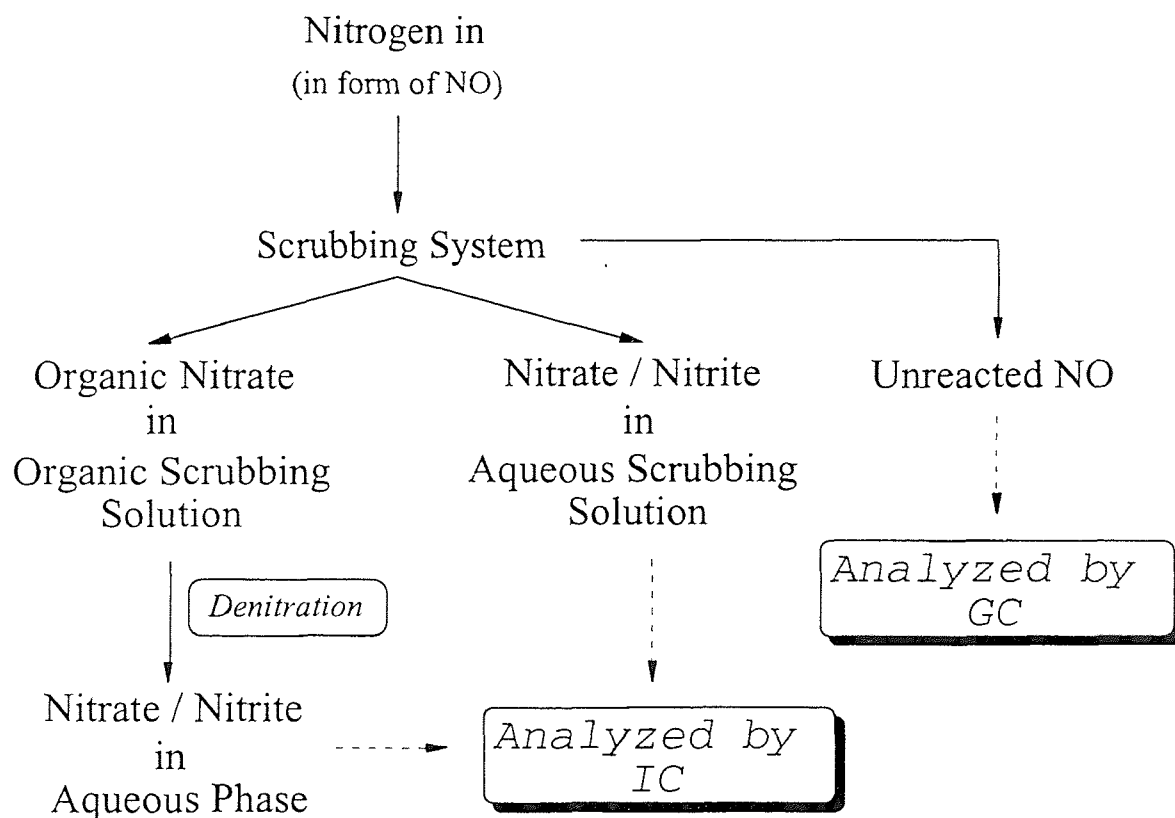 Nitrogen in
(in form of NO)
Scrubbing System
Organic Nitrate
in
Organic Scrubbing
Solution
Nitrate / Nitrite
in
Aqueous Scrubbing
Solution
Unreacted NO
Analyzed by
GC
Denitration
Nitrate / Nitrite
in
Aqueous Phase
Analyzed by
IC